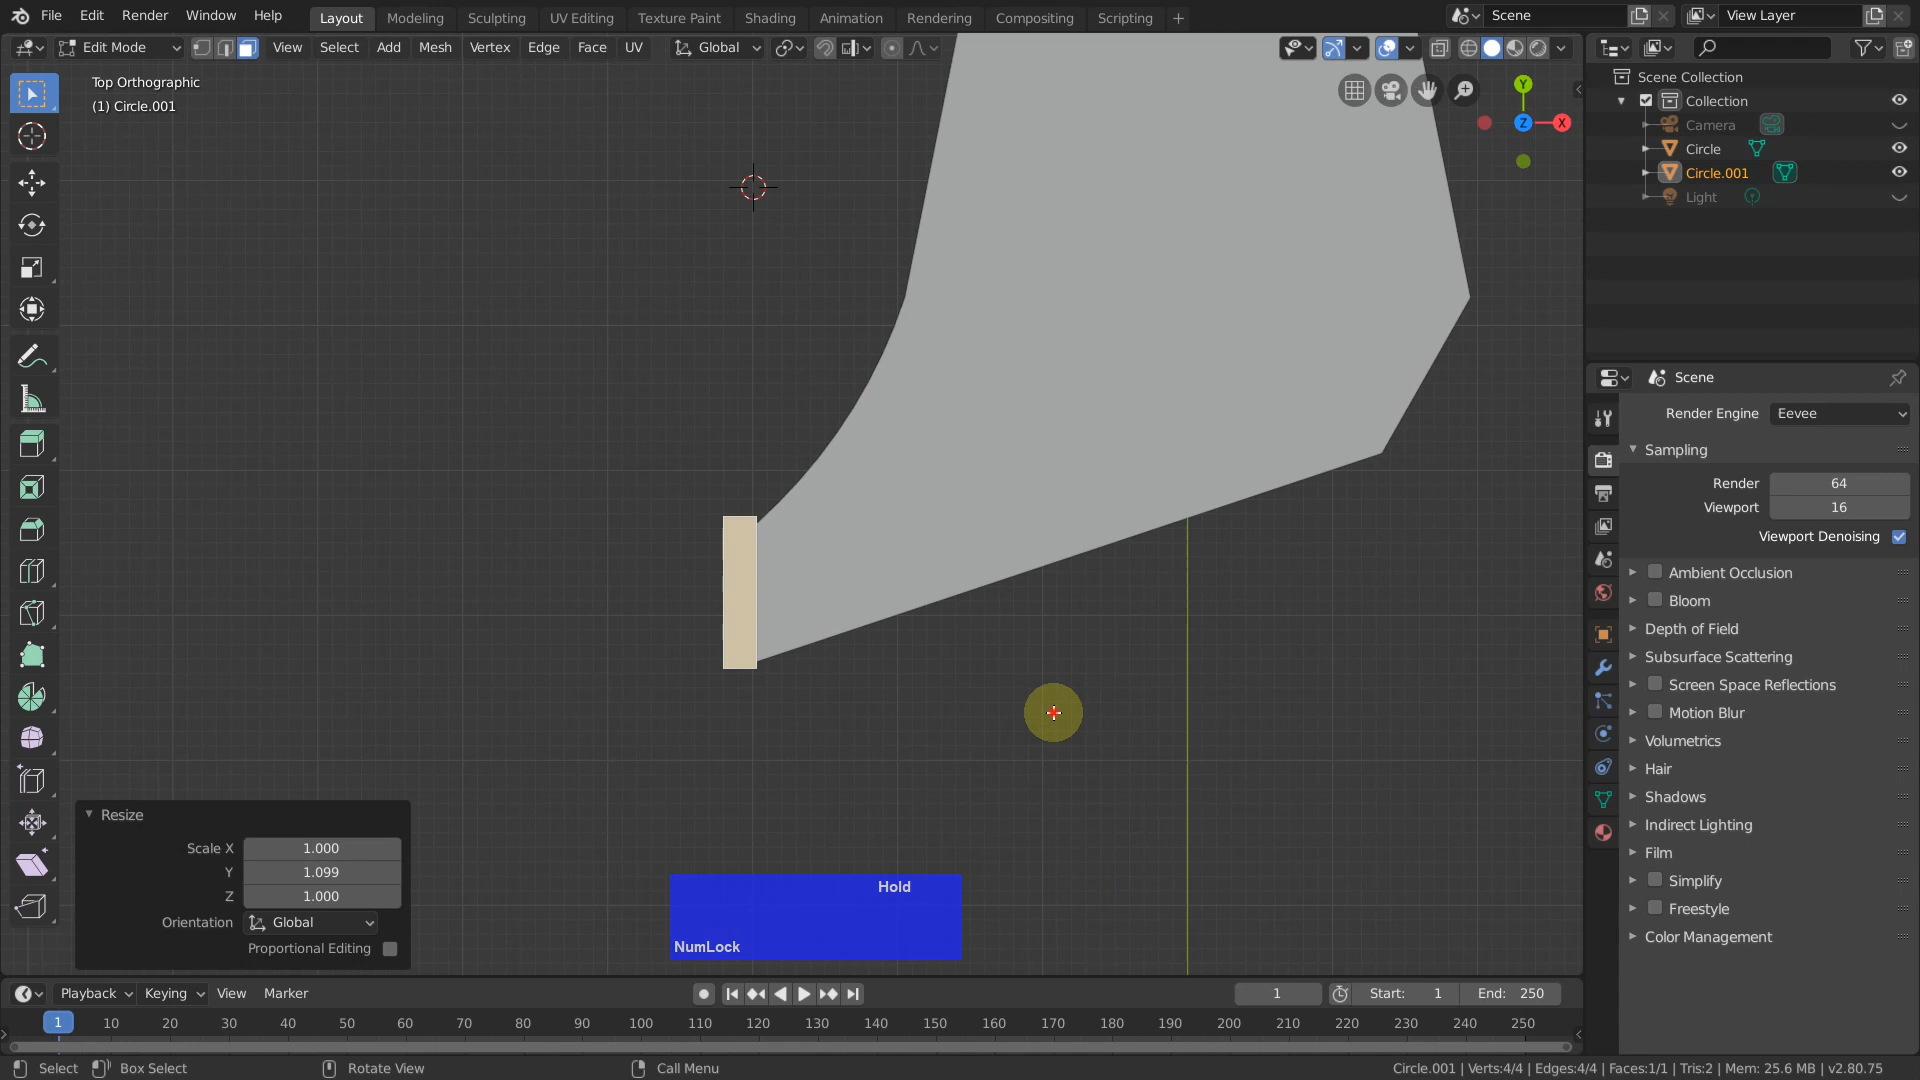 File Edit Render Window Help Layout Modeling Sculpting UV Editing Texture Paint Shading Animation Rendering Compositing Scripting + Scene View Layer
Edit Mode View Select Add Mesh Vertex Edge Face UV Global
Top Orthographic
(1) Circle.001
Y
Z
X
Scene Collection
Collection
Camera
Circle
Circle.001
Light
Scene
Render Engine Eevee
Sampling
Render 64
Viewport 16
Viewport Denoising
Ambient Occlusion
Bloom
Depth of Field
Subsurface Scattering
Screen Space Reflections
Motion Blur
Volumetrics
Hair
Shadows
Indirect Lighting
Film
Simplify
Freestyle
Color Management
Resize
Scale X 1.000
Y 1.099
Z 1.000
Orientation Global
Proportional Editing
Hold
NumLock
Playback Keying View Marker 1 Start: 1 End: 250
1 10 20 30 40 50 60 70 80 90 100 110 120 130 140 150 160 170 180 190 200 210 220 230 240 250
Select Box Select Rotate View Call Menu Circle.001 | Verts:4/4 | Edges:4/4 | Faces:1/1 | Tris:2 | Mem: 25.6 MB | v2.80.75